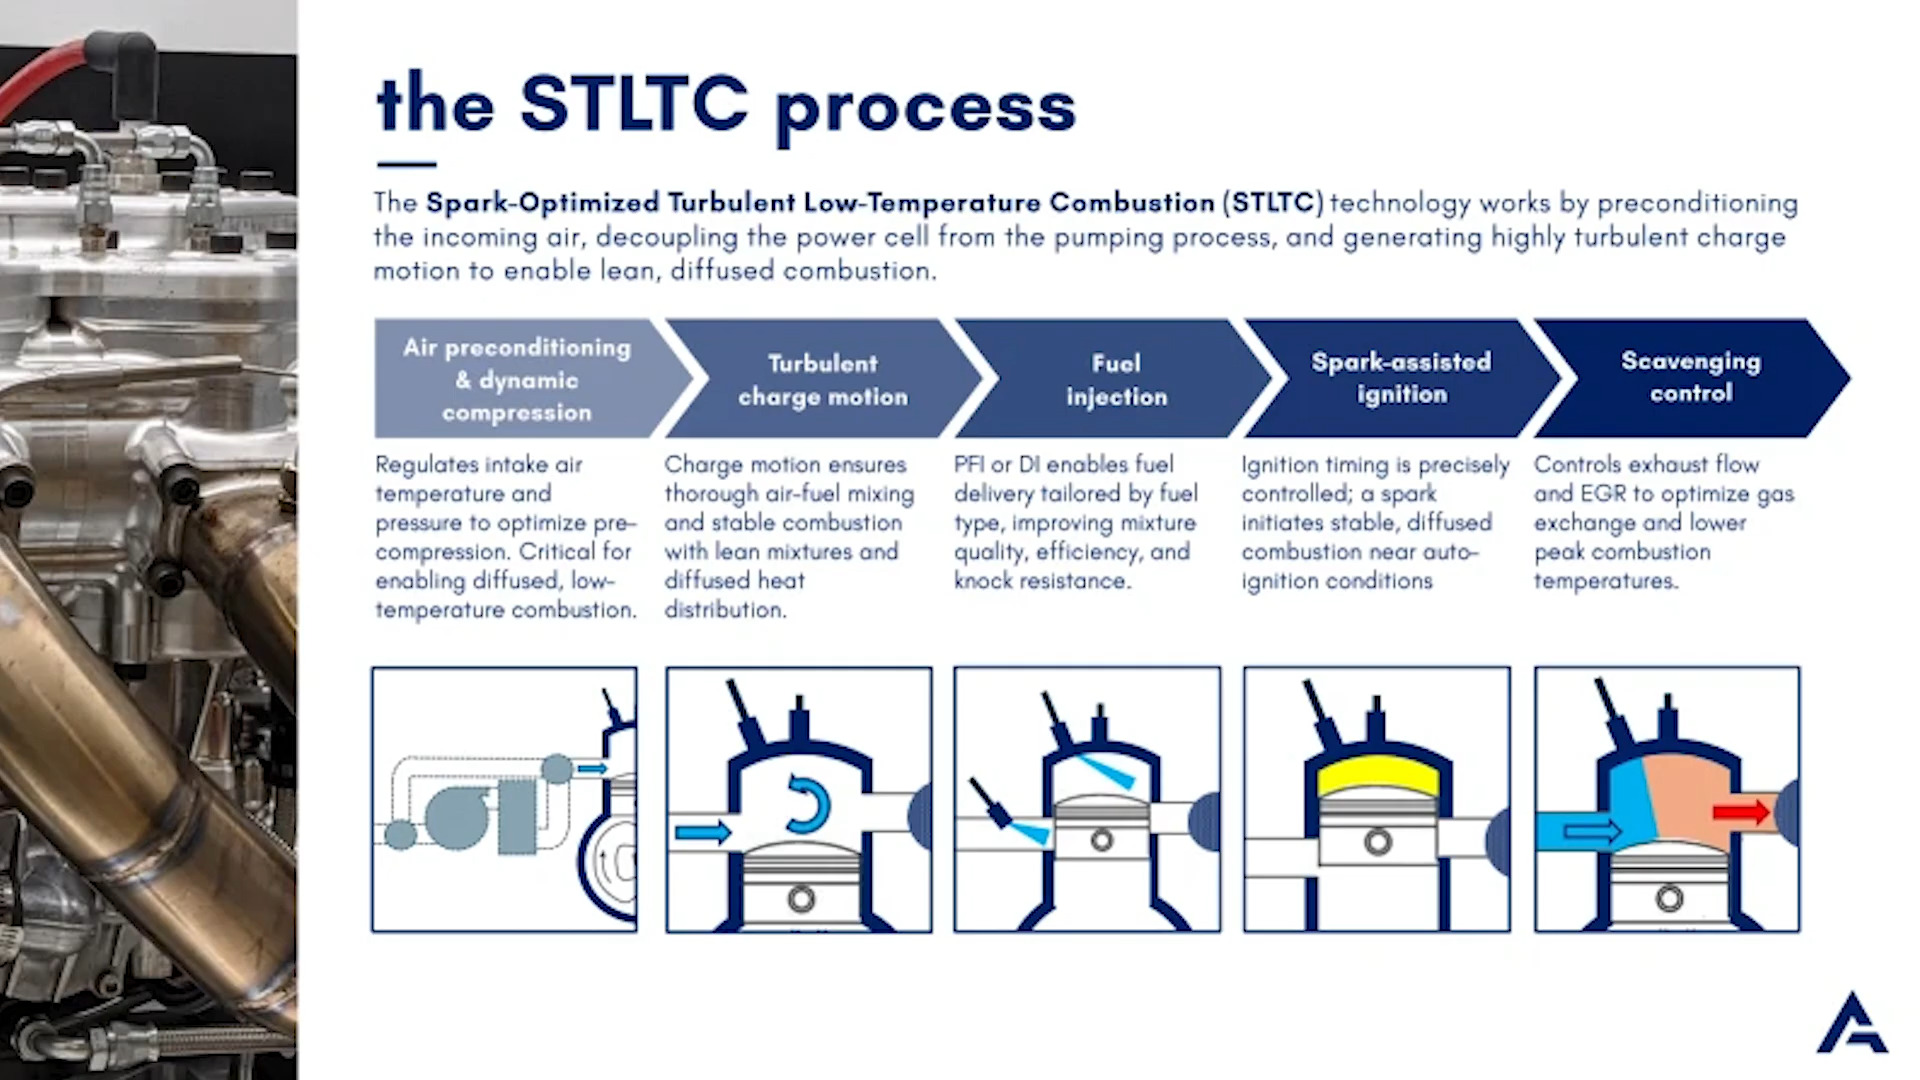 the STLTC process
The Spark-Optimized Turbulent Low-Temperature Combustion (STLTC) technology works by preconditioning
the incoming air, decoupling the power cell from the pumping process, and generating highly turbulent charge
motion to enable lean, diffused combustion.
Air preconditioning
& dynamic
compression
Regulates intake air
temperature and
pressure to optimize pre-
compression. Critical for
enabling diffused, low-
temperature combustion.
Turbulent
charge motion
Charge motion ensures
thorough air-fuel mixing
and stable combustion
with lean mixtures and
diffused heat
distribution.
Fuel
injection
PFI or DI enables fuel
delivery tailored by fuel
type, improving mixture
quality, efficiency, and
knock resistance.
Spark-assisted
ignition
Ignition timing is precisely
controlled; a spark
initiates stable, diffused
combustion near auto-
ignition conditions
Scavenging
control
Controls exhaust flow
and EGR to optimize gas
exchange and lower
peak combustion
temperatures.